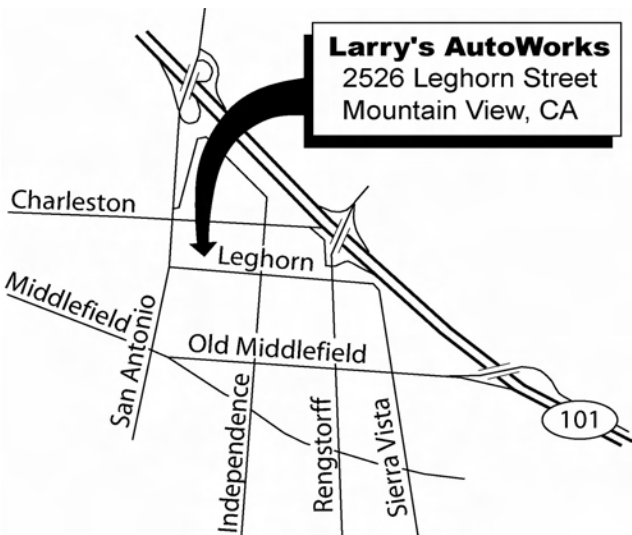 Larry's AutoWorks
2526 Leghorn Street
Mountain View, CA
Charleston
Leghorn
Middlefield
San Antonio
Old Middlefield
Independence
Rengstorff
Sierra Vista
101